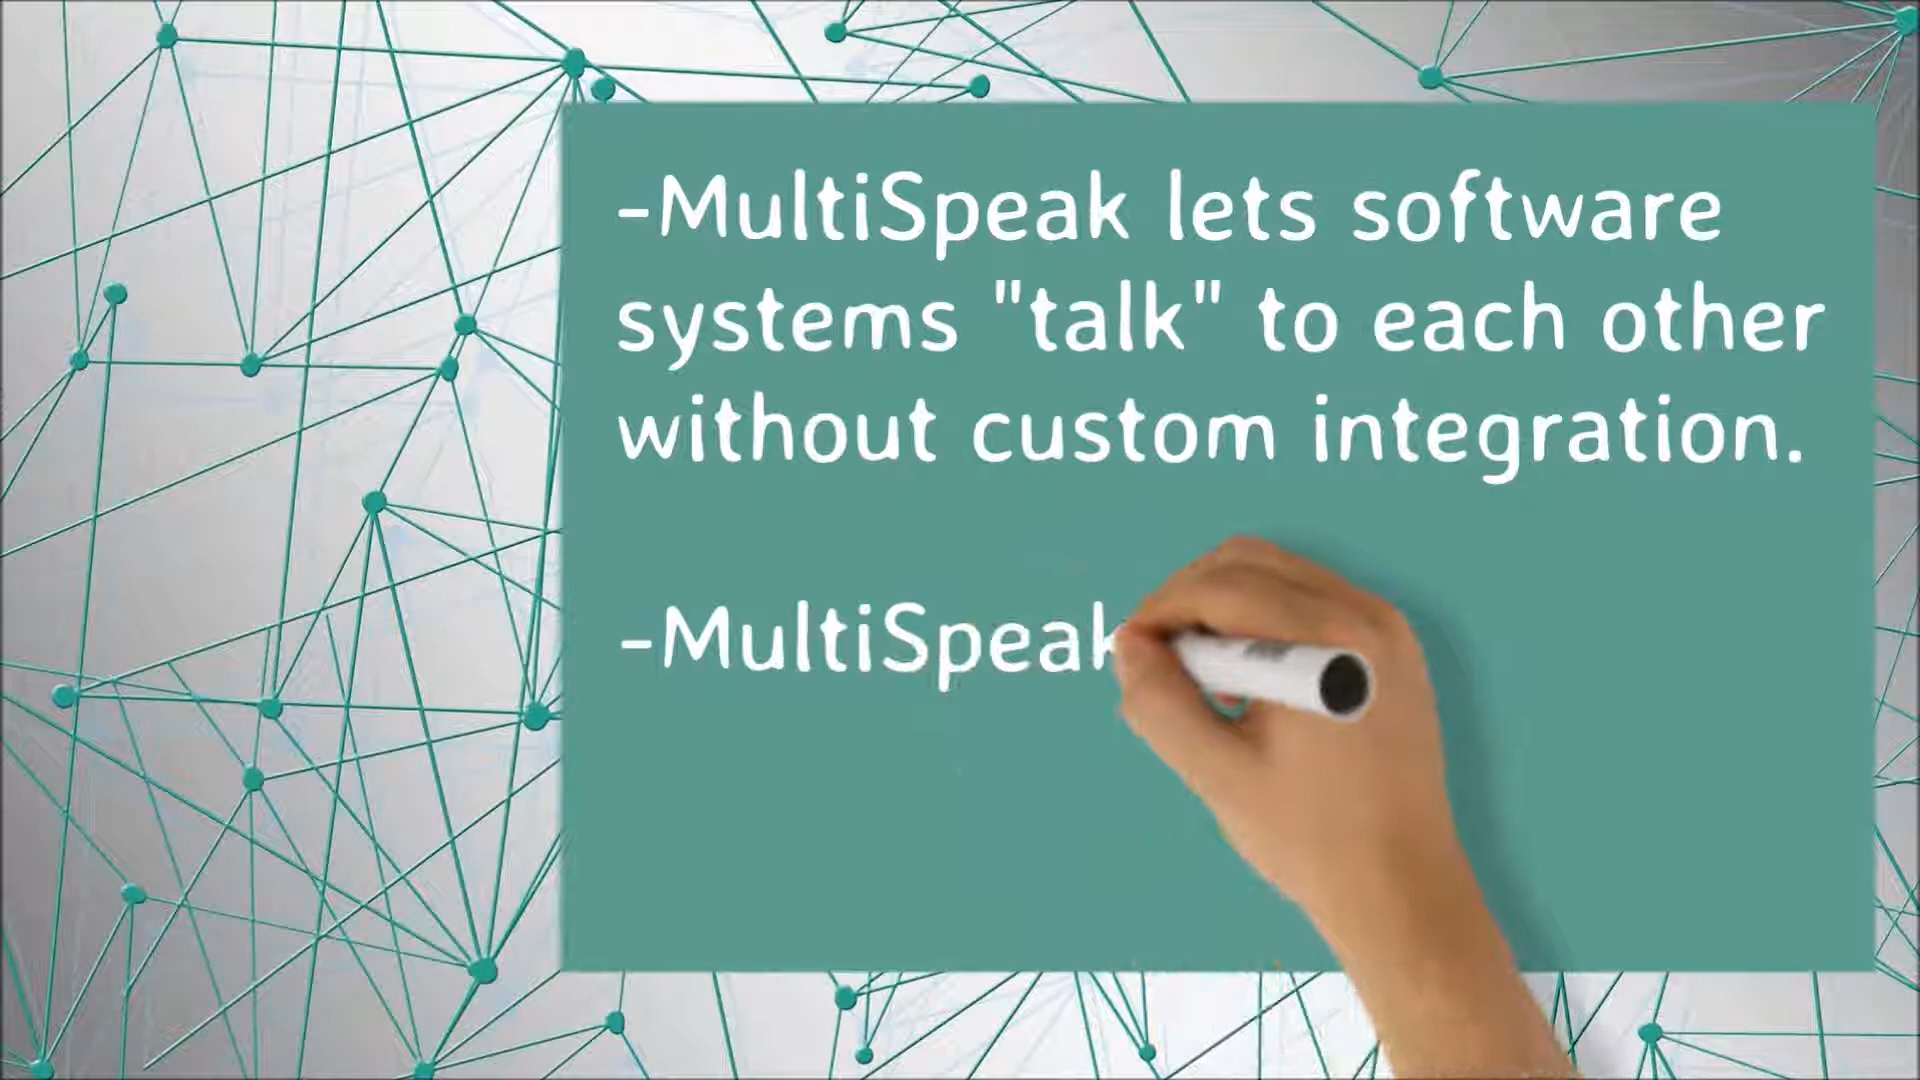 -MultiSpeak lets software
systems "talk" to each other
without custom integration.
-MultiSpeak